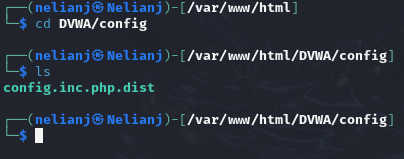 ┌──(nelianj㉿Nelianj)-[/var/www/html]
└─$ cd DVWA/config
┌──(nelianj㉿Nelianj)-[/var/www/html/DVWA/config]
└─$ ls
config.inc.php.dist
┌──(nelianj㉿Nelianj)-[/var/www/html/DVWA/config]
└─$